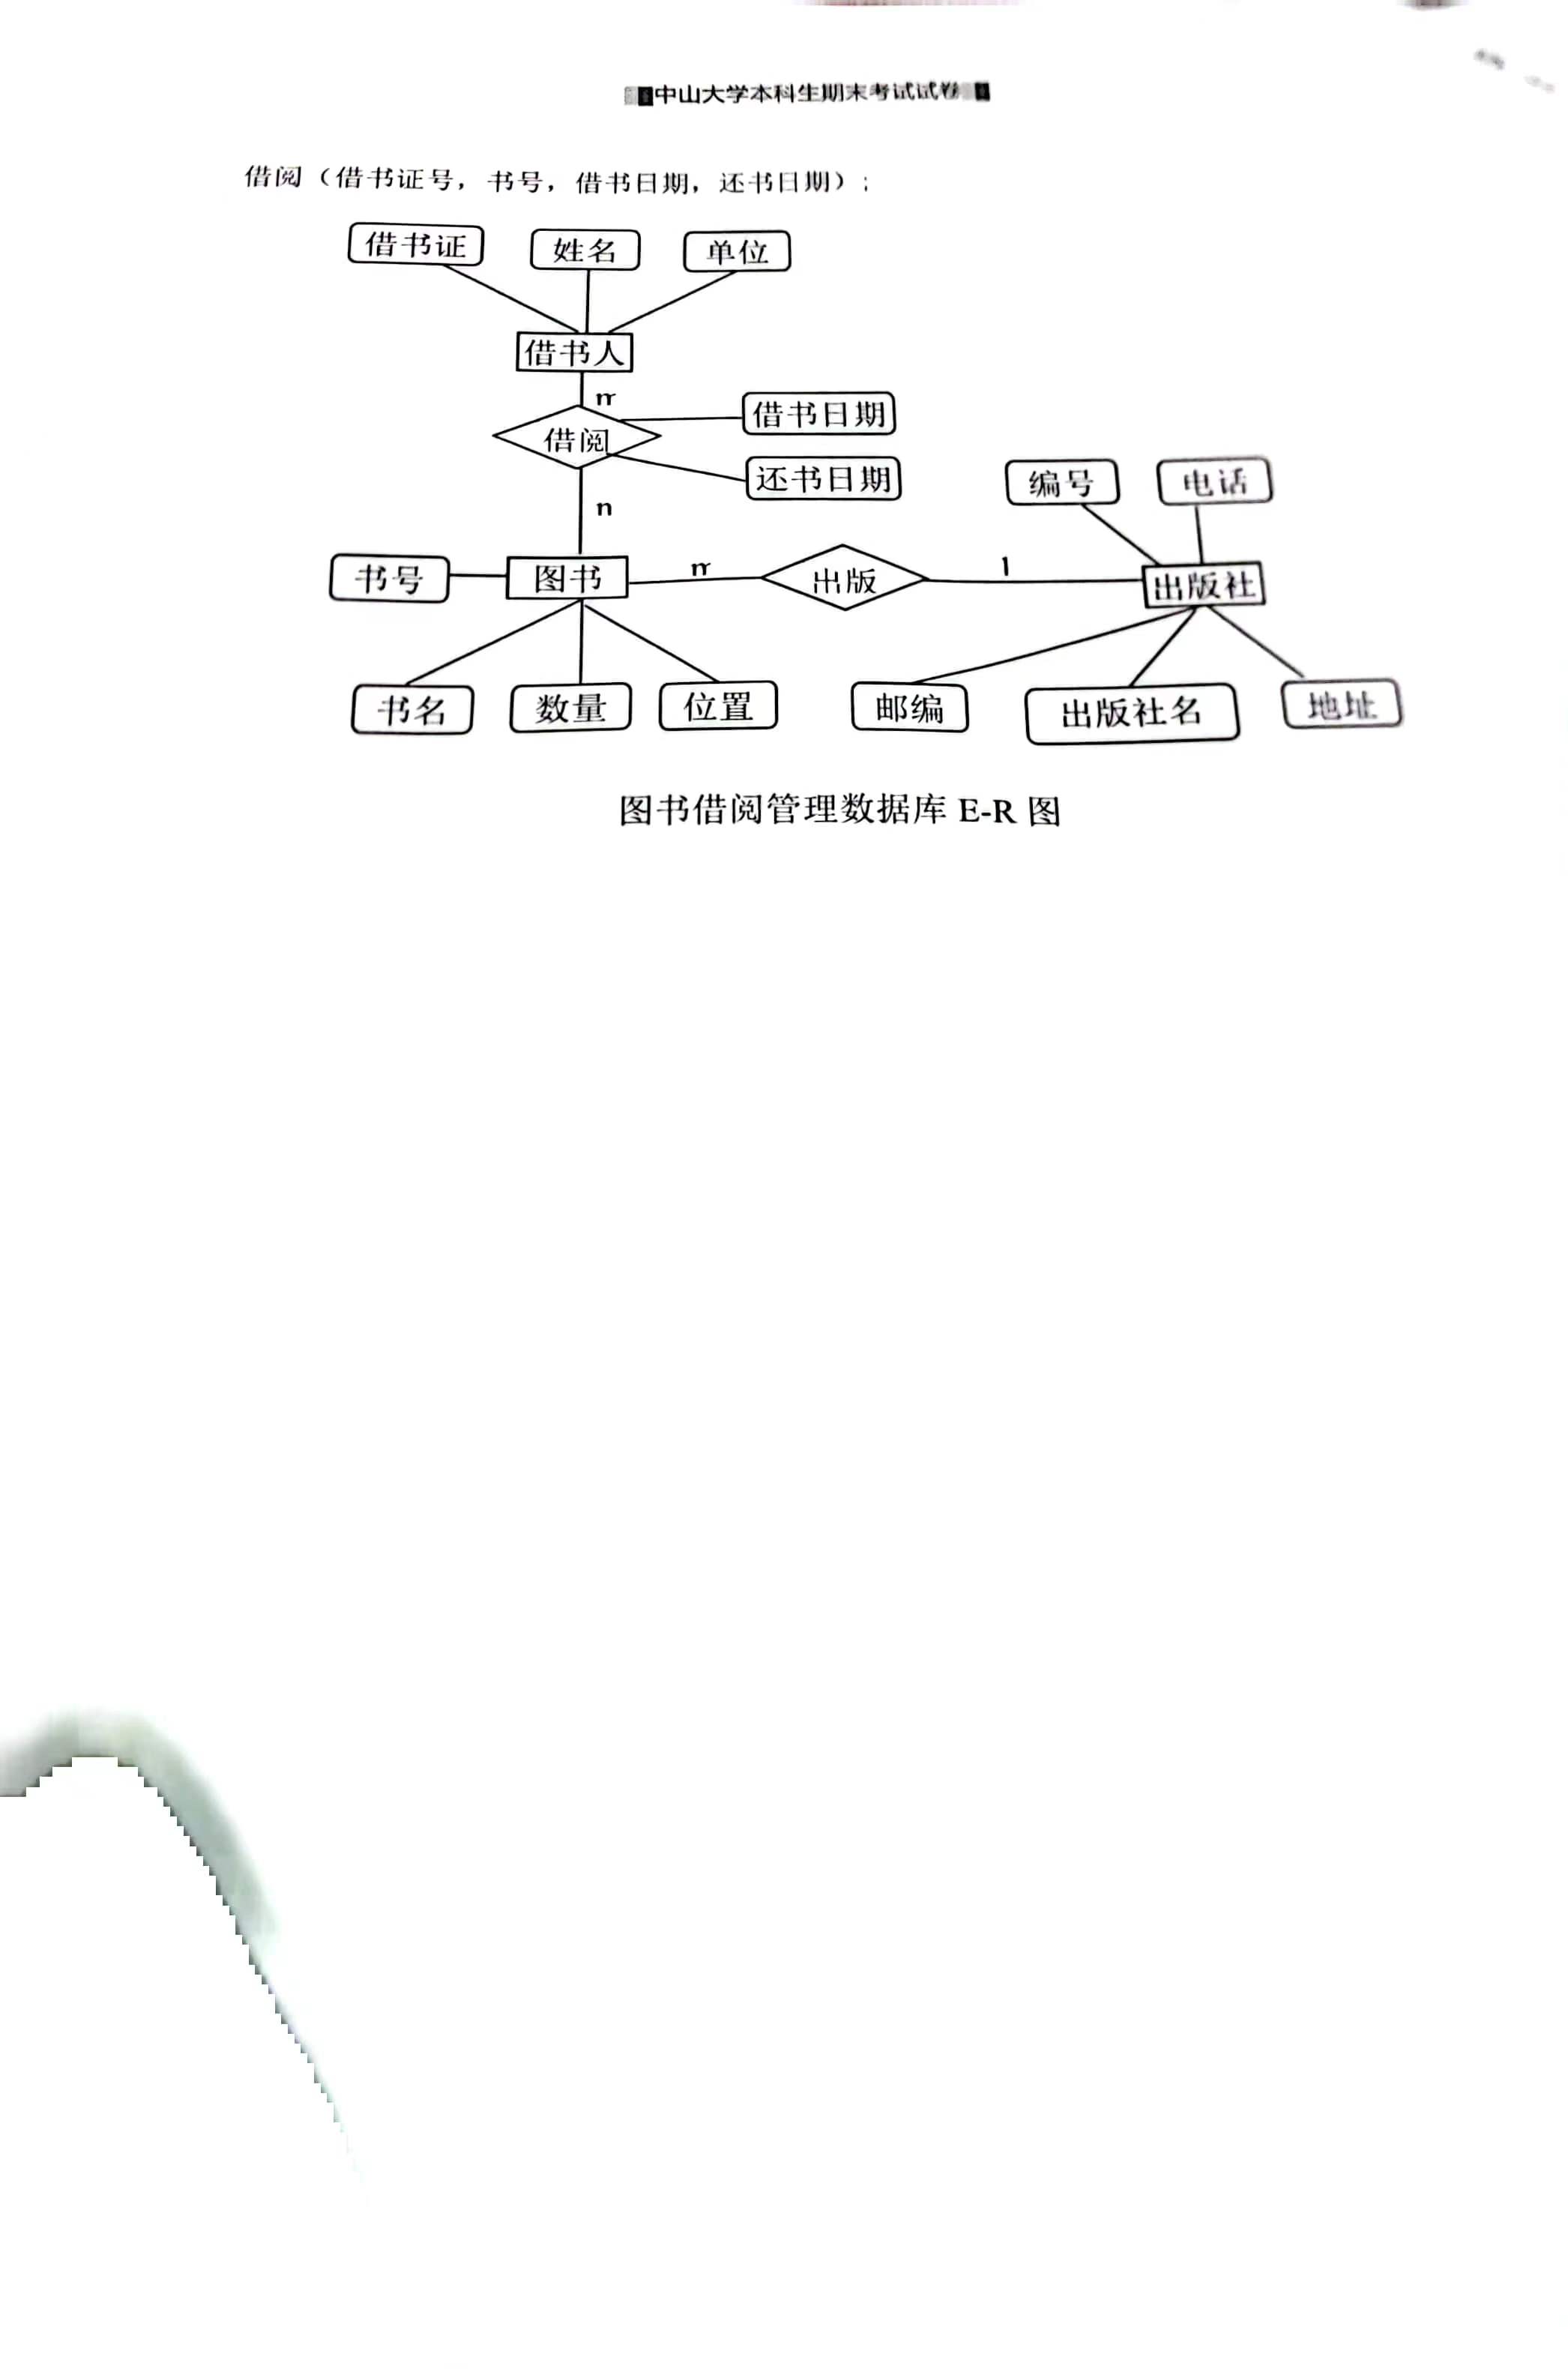 中山大学本科生期末考试试卷
借阅（借书证号，书号，借书日期，还书日期）；
借书证 姓名 单位
借书人
m
借书日期
借阅
还书日期
编号 电话
n
书号 图书 m 出版 1 出版社
书名 数量 位置 邮编 出版社名 地址
图书借阅管理数据库 E-R 图